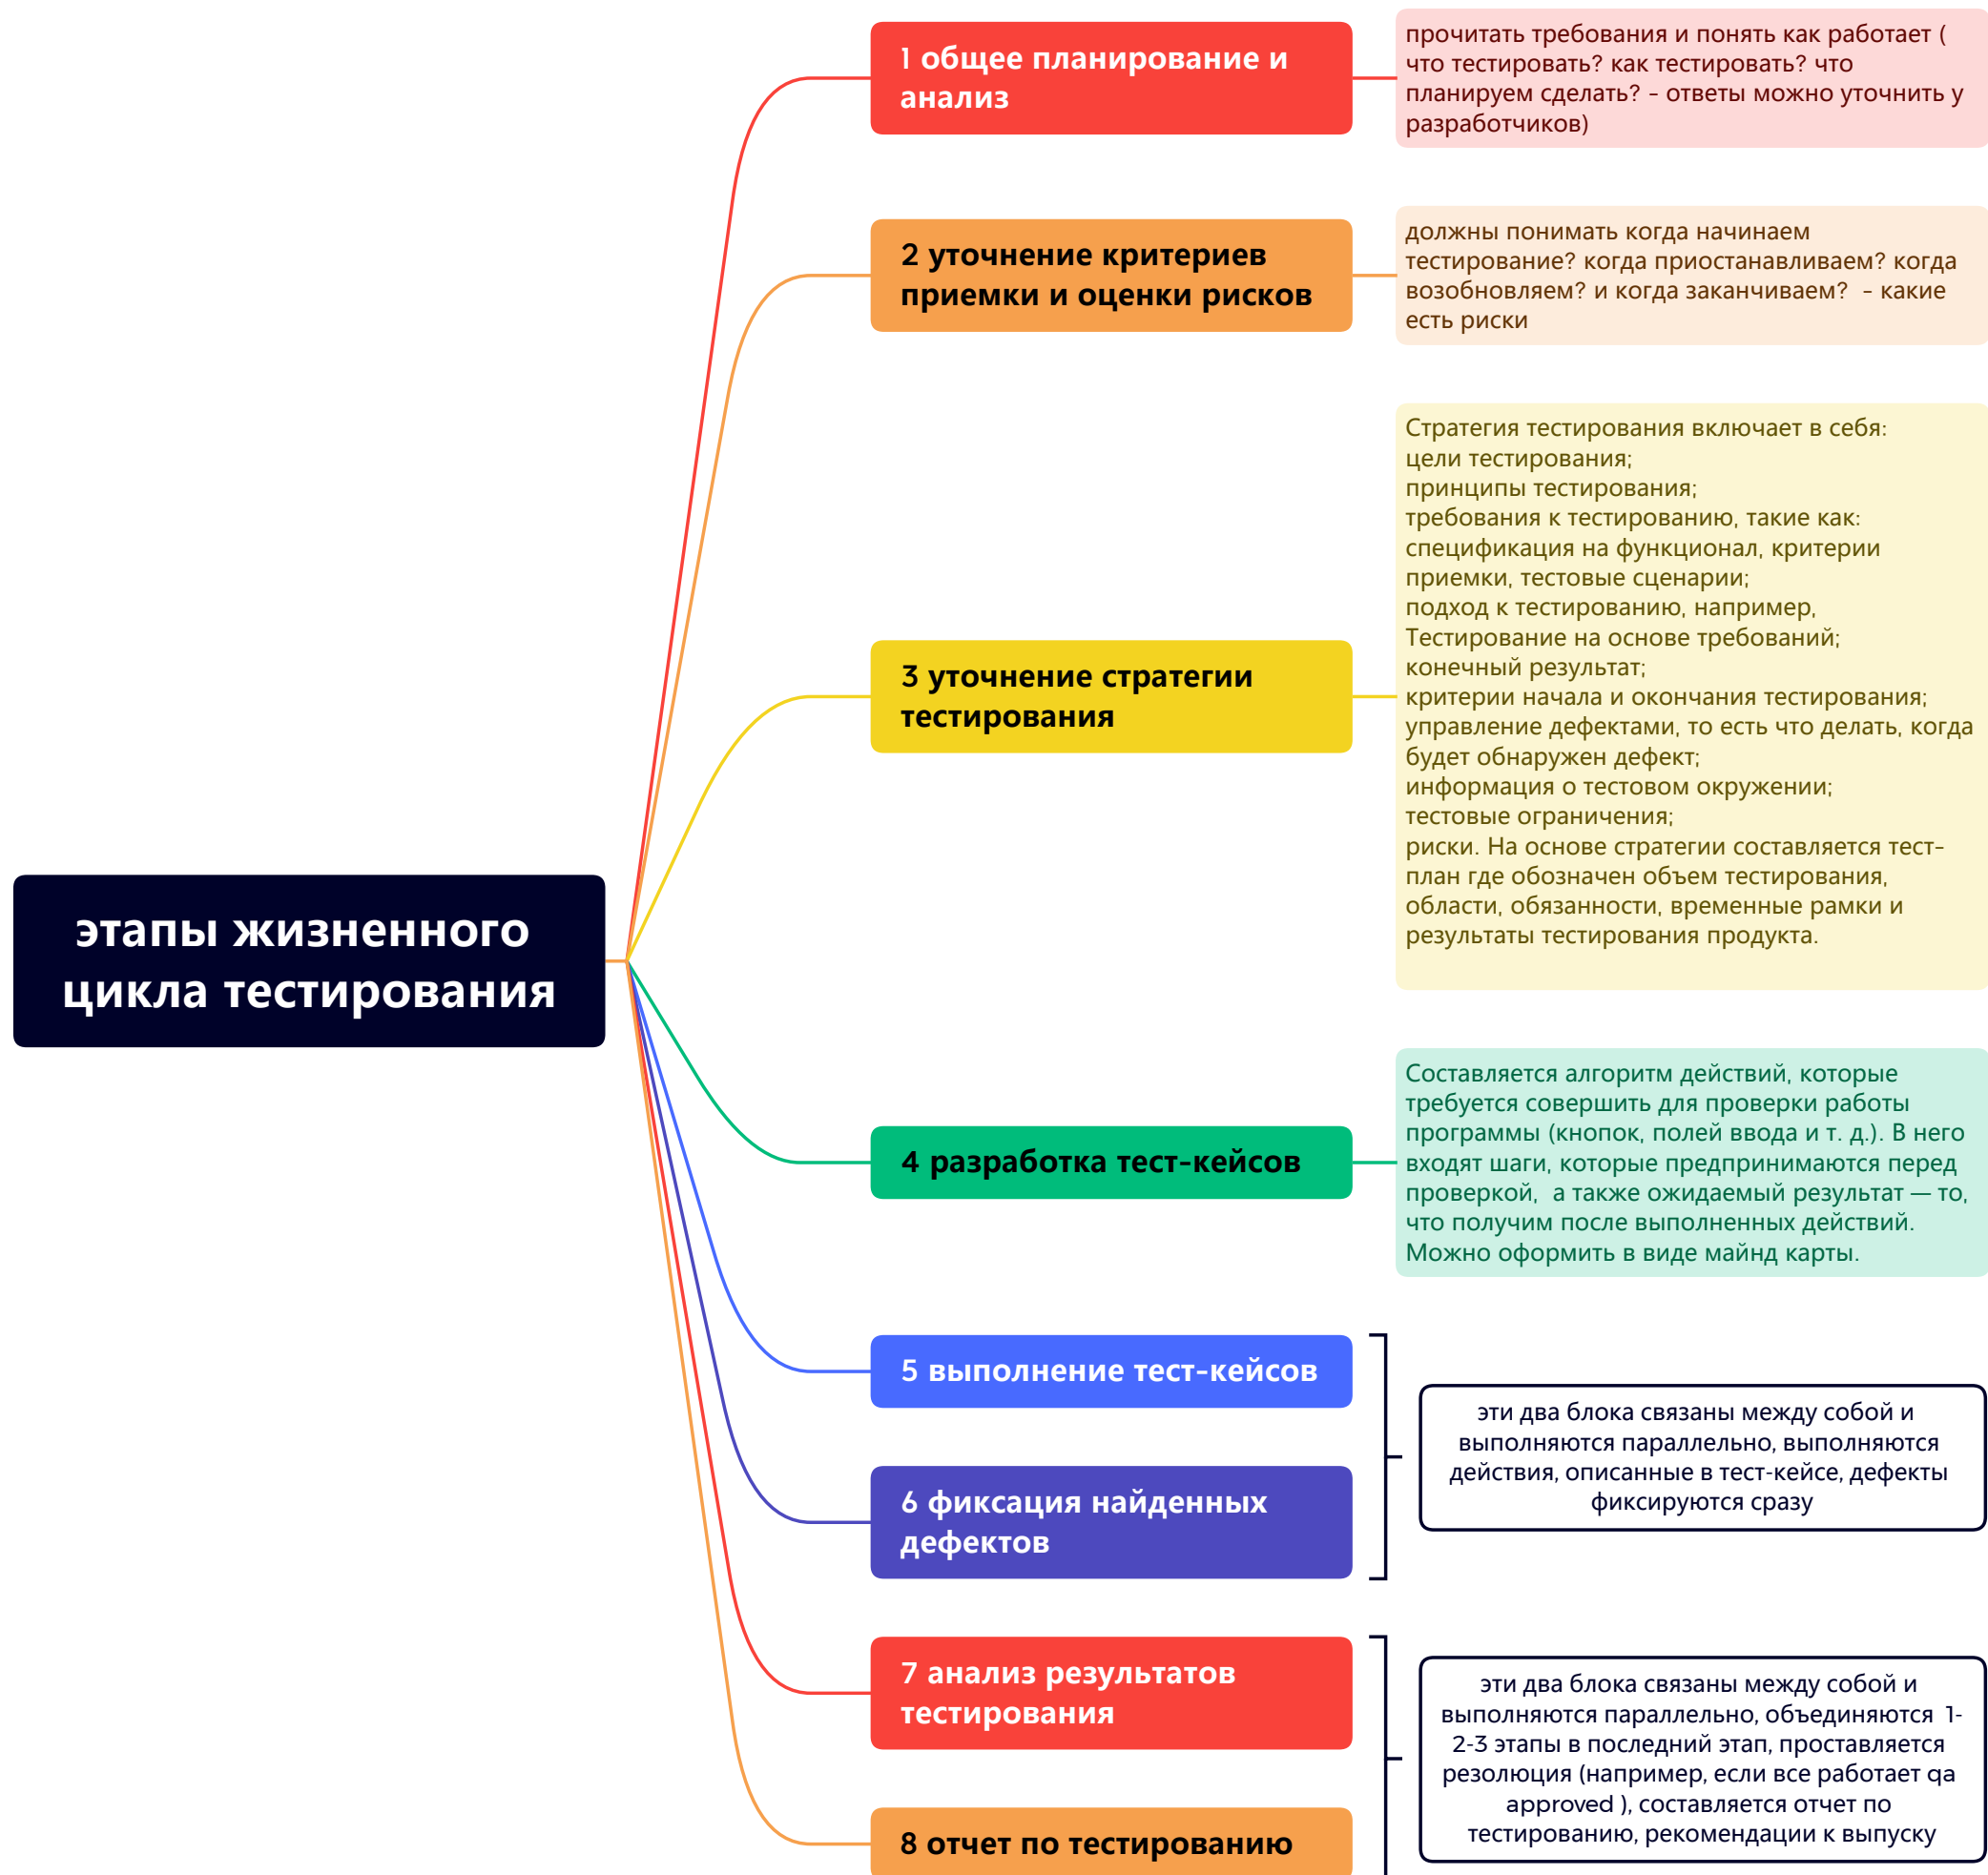 1 общее планирование и
анализ
прочитать требования и понять как работает (
что тестировать? как тестировать? что
планируем сделать? - ответы можно уточнить у
разработчиков)
2 уточнение критериев
приемки и оценки рисков
должны понимать когда начинаем
тестирование? когда приостанавливаем? когда
возобновляем? и когда заканчиваем?  - какие
есть риски
3 уточнение стратегии
тестирования
Стратегия тестирования включает в себя:
цели тестирования;
принципы тестирования;
требования к тестированию, такие как:
спецификация на функционал, критерии
приемки, тестовые сценарии;
подход к тестированию, например,
Тестирование на основе требований;
конечный результат;
критерии начала и окончания тестирования;
управление дефектами, то есть что делать, когда
будет обнаружен дефект;
информация о тестовом окружении;
тестовые ограничения;
риски. На основе стратегии составляется тест-
план где обозначен объем тестирования,
области, обязанности, временные рамки и
результаты тестирования продукта.
этапы жизненного
цикла тестирования
4 разработка тест-кейсов
Составляется алгоритм действий, которые
требуется совершить для проверки работы
программы (кнопок, полей ввода и т. д.). В него
входят шаги, которые предпринимаются перед
проверкой,  а также ожидаемый результат — то,
что получим после выполненных действий.
Можно оформить в виде майнд карты.
5 выполнение тест-кейсов
6 фиксация найденных
дефектов
эти два блока связаны между собой и
выполняются параллельно, выполняются
действия, описанные в тест-кейсе, дефекты
фиксируются сразу
7 анализ результатов
тестирования
8 отчет по тестированию
эти два блока связаны между собой и
выполняются параллельно, объединяются  1-
2-3 этапы в последний этап, проставляется
резолюция (например, если все работает qa
approved ), составляется отчет по
тестированию, рекомендации к выпуску